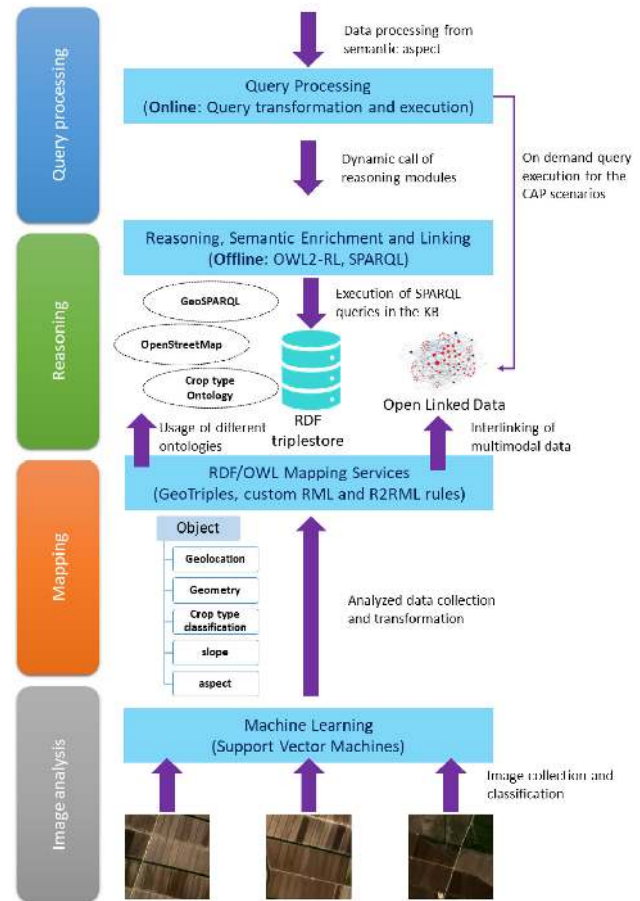 Query processing
Data processing from
semantic aspect
Query Processing
(Online: Query transformation and execution)
Dynamic call of
reasoning modules
On demand query
execution for the
CAP scenarios
Reasoning
Reasoning, Semantic Enrichment and Linking
(Offline: OWL2-RL, SPARQL)
GeoSPARQL
OpenStreetMap
Crop type
Ontology
Execution of SPARQL
queries in the KB
RDF
triplestore
Open Linked Data
Usage of different
ontologies
Interlinking of
multimodal data
Mapping
RDF/OWL Mapping Services
(GeoTriples, custom RML and R2RML rules)
Object
Geolocation
Geometry
Crop type
classification
slope
aspect
Analyzed data collection
and transformation
Image analysis
Machine Learning
(Support Vector Machines)
Image collection and
classification